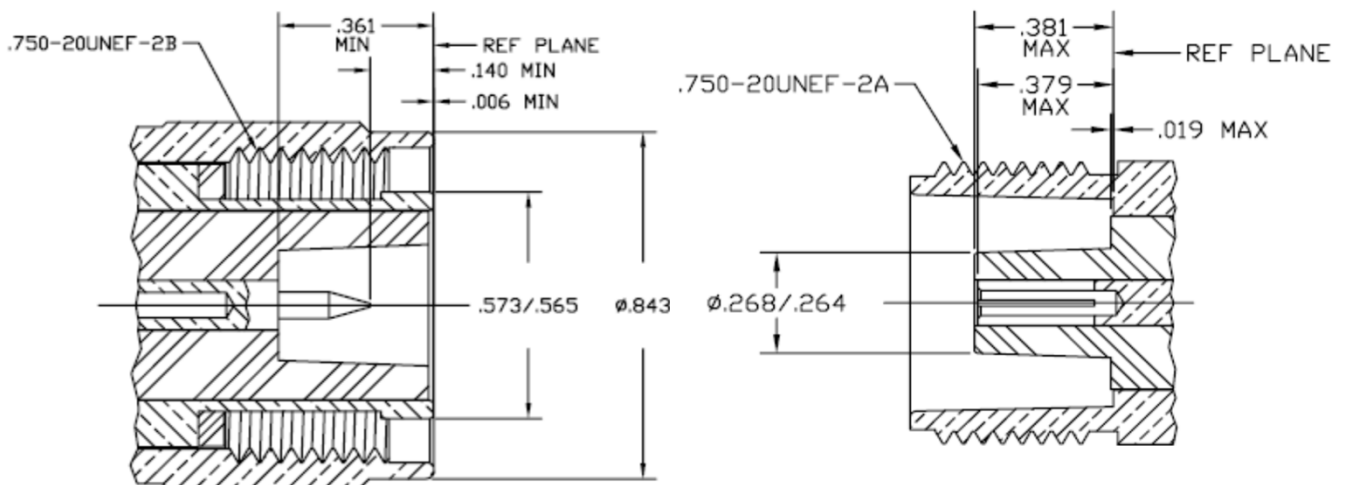 .361
MIN
.750-20UNEF-2B
REF PLANE
.140 MIN
.006 MIN
.573/.565
ø.843
.381
MAX
REF PLANE
.379
MAX
.750-20UNEF-2A
.019 MAX
ø.268/.264